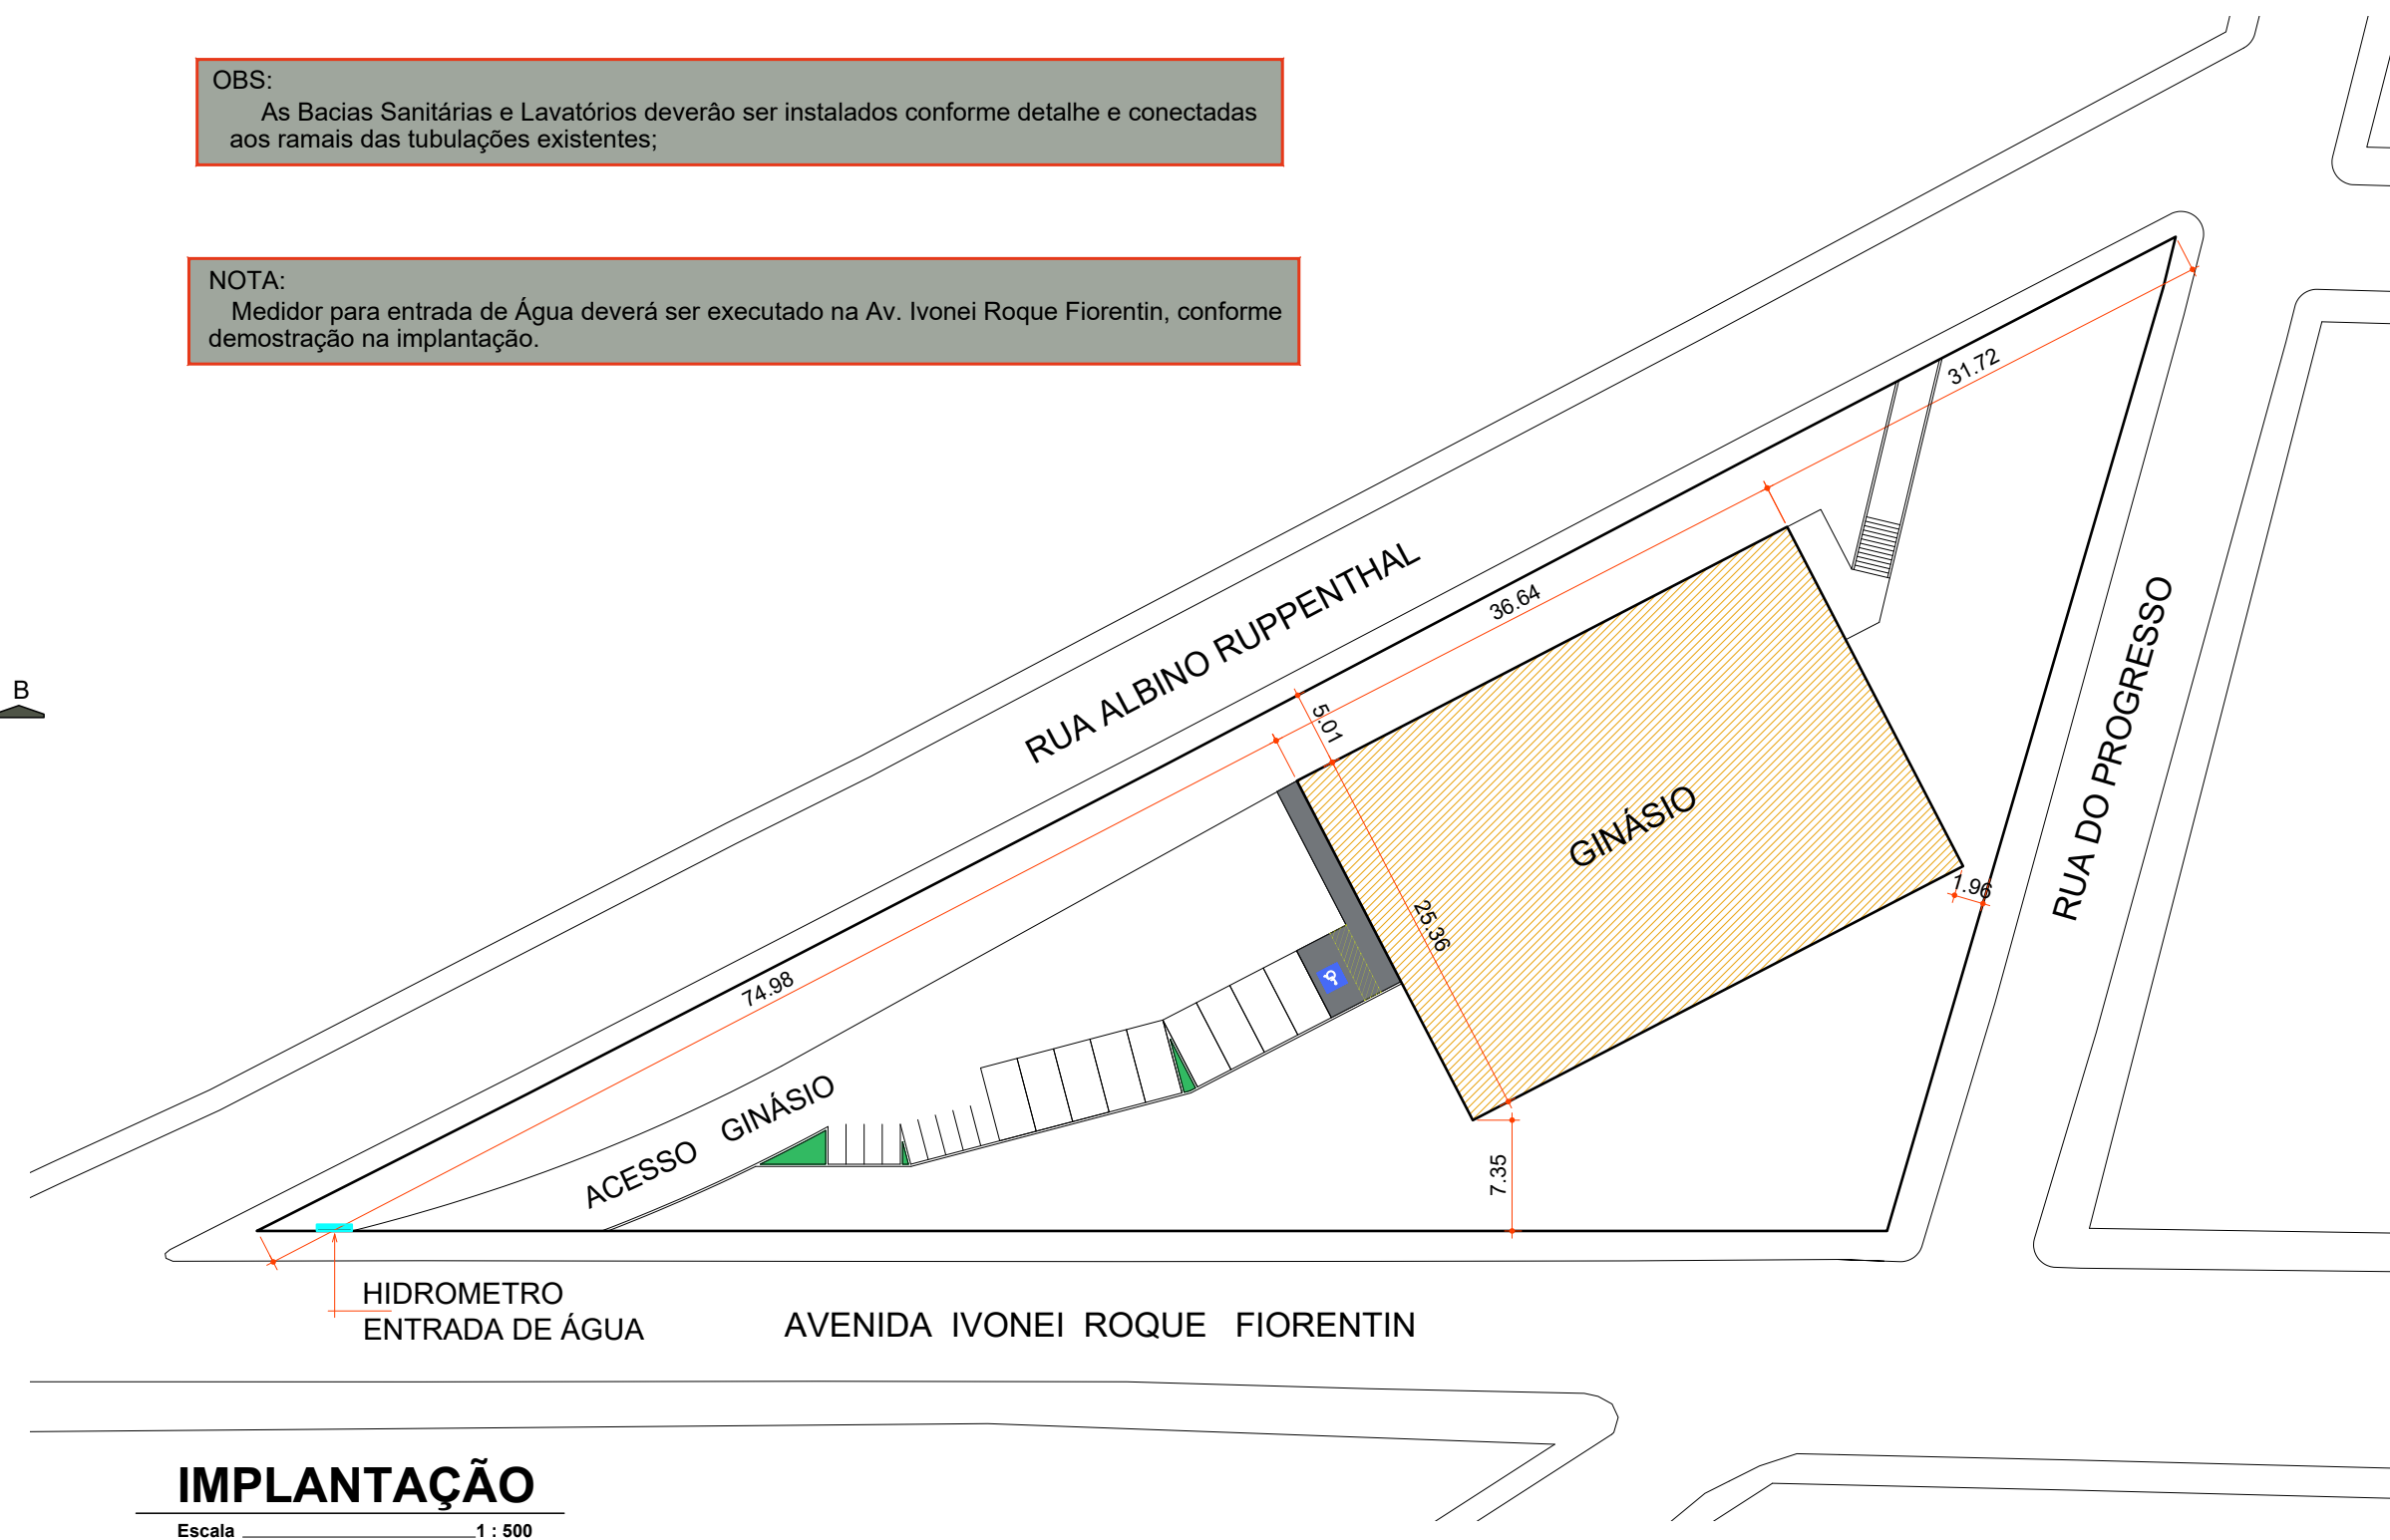 OBS:
As Bacias Sanitárias e Lavatórios deverâo ser instalados conforme detalhe e conectadas
aos ramais das tubulações existentes;
NOTA:
Medidor para entrada de Água deverá ser executado na Av. Ivonei Roque Fiorentin, conforme
demostração na implantação.
31.72
36.64
RUA ALBINO RUPPENTHAL
B
5.01
RUA DO PROGRESSO
GINÁSIO
1.96
25.36
74.98
ACESSO GINÁSIO
7.35
HIDROMETRO
ENTRADA DE ÁGUA
AVENIDA IVONEI ROQUE FIORENTIN
IMPLANTAÇÃO
Escala 1 : 500